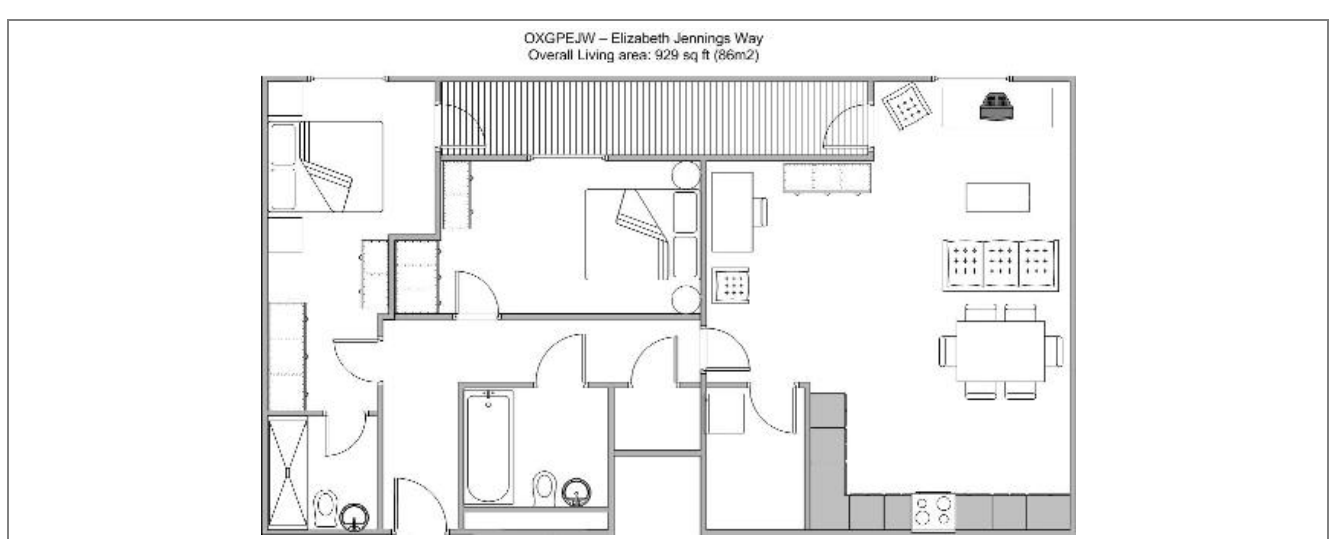 OXGPEJW – Elizabeth Jennings Way
Overall Living area: 929 sq ft (86m2)